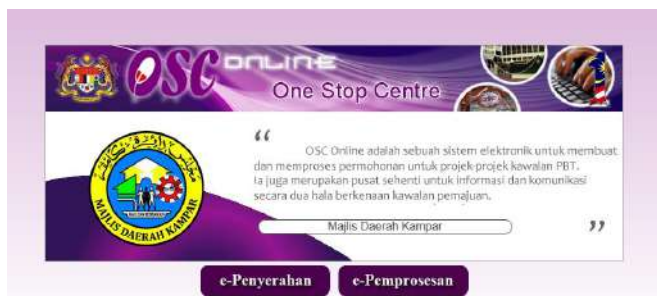 OSC ONLINE
One Stop Centre
“
OSC Online adalah sebuah sistem elektronik untuk membuat
dan memproses permohonan untuk projek-projek kawalan PBT.
Ia juga merupakan pusat sehenti untuk informasi dan komunikasi
secara dua hala berkenaan kawalan pemajuan.
Majlis Daerah Kampar
”
MAJLIS DAERAH KAMPAR
e-Penyerahan e-Pemprosesan